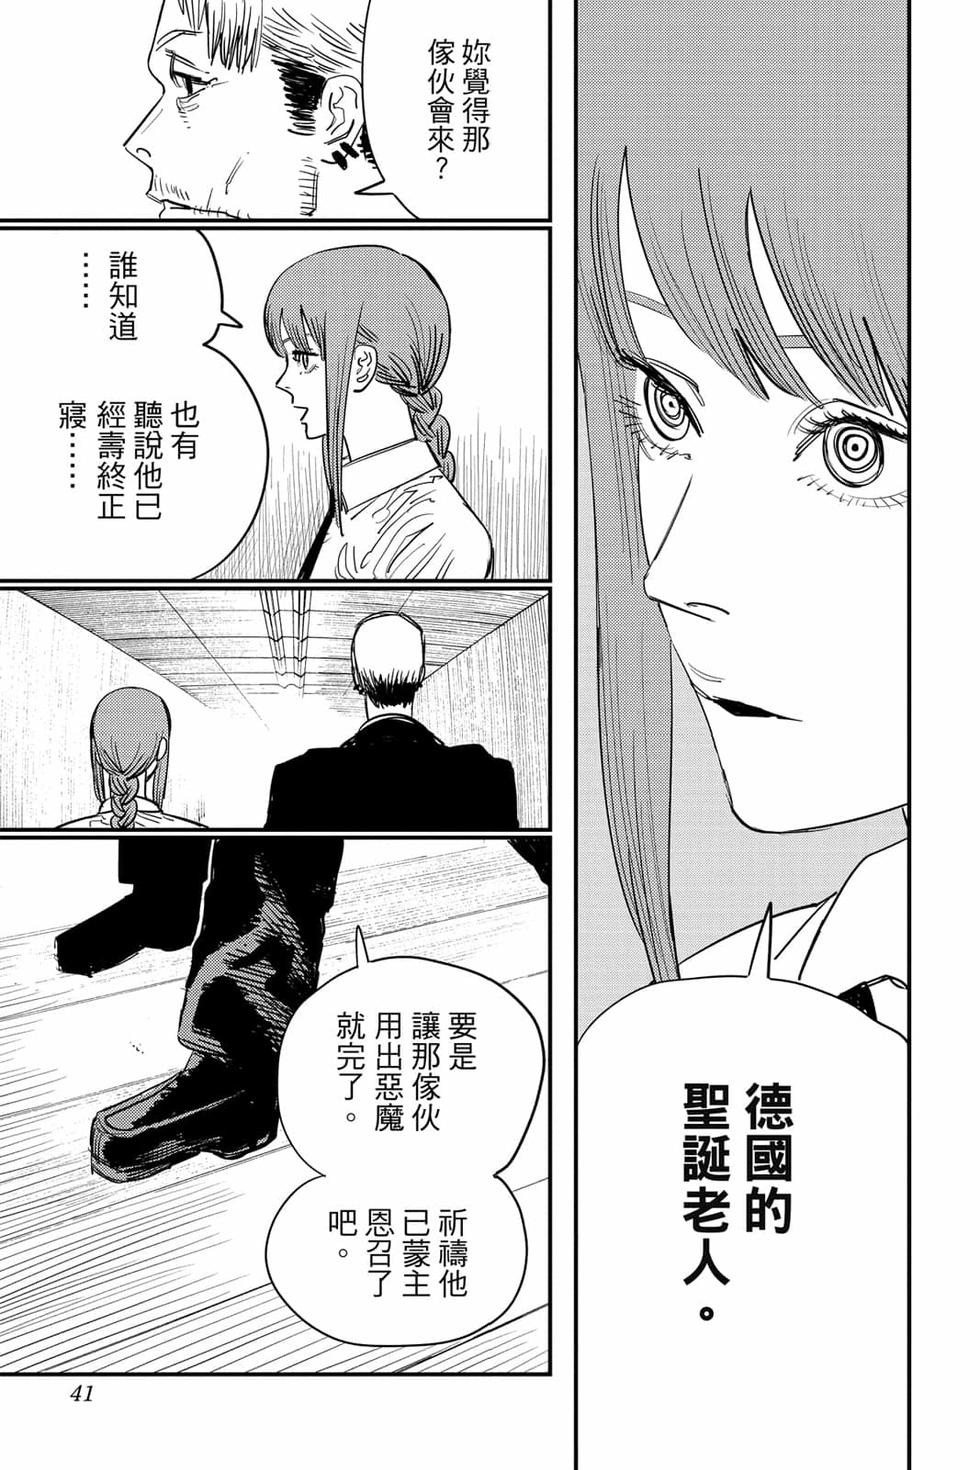 德國的
聖誕老人。
妳覺得那
傢伙會來？
誰知道
……
也有
聽說他已
經壽終正
寢……
要是
讓那傢伙
用出惡魔
就完了。
祈禱他
已蒙主
恩召了
吧。
41